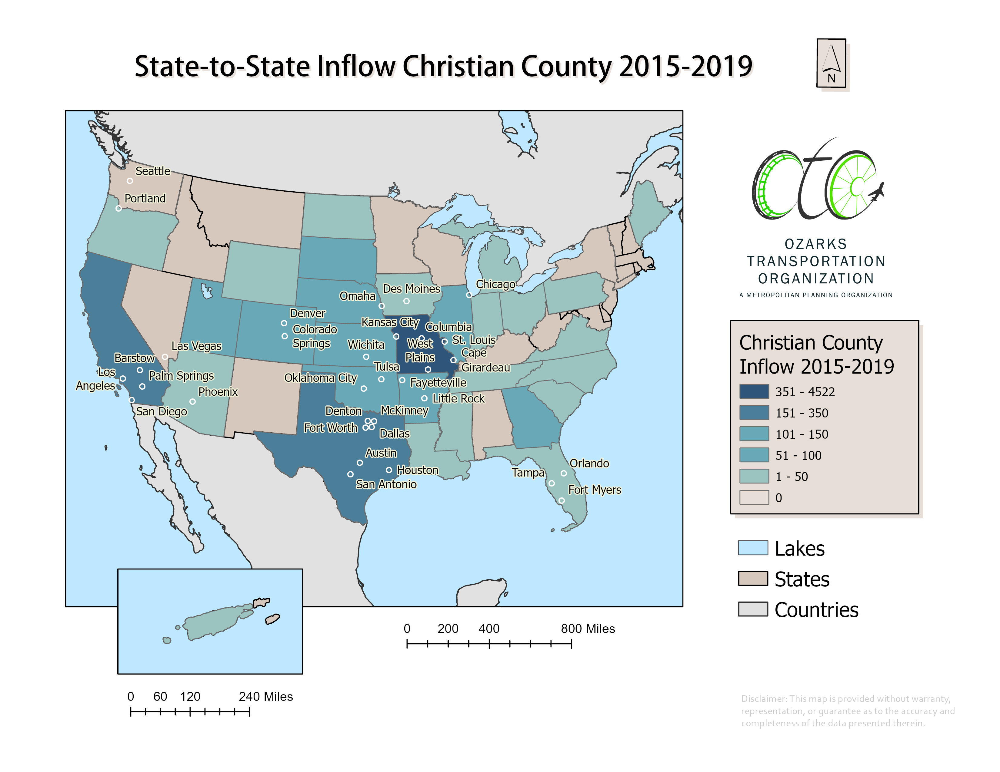 State-to-State Inflow Christian County 2015-2019
N
Seattle
Portland
Chicago
Des Moines
Omaha
Denver
Kansas City
Columbia
Colorado
Springs
Wichita
West
Plains
St. Louis
Las Vegas
Cape
Girardeau
Barstow
Tulsa
Los
Angeles
Palm Springs
Oklahoma City
Fayetteville
Phoenix
Little Rock
San Diego
Denton
McKinney
Fort Worth
Dallas
Austin
Houston
San Antonio
Orlando
Tampa
Fort Myers
oto
OZARKS
TRANSPORTATION
ORGANIZATION
A METROPOLITAN PLANNING ORGANIZATION
Christian County
Inflow 2015-2019
351 - 4522
151 - 350
101 - 150
51 - 100
1 - 50
0
Lakes
States
Countries
0 200 400 800 Miles
0 60 120 240 Miles
Disclaimer: This map is provided without warranty,
representation, or guarantee as to the accuracy and
completeness of the data presented therein.